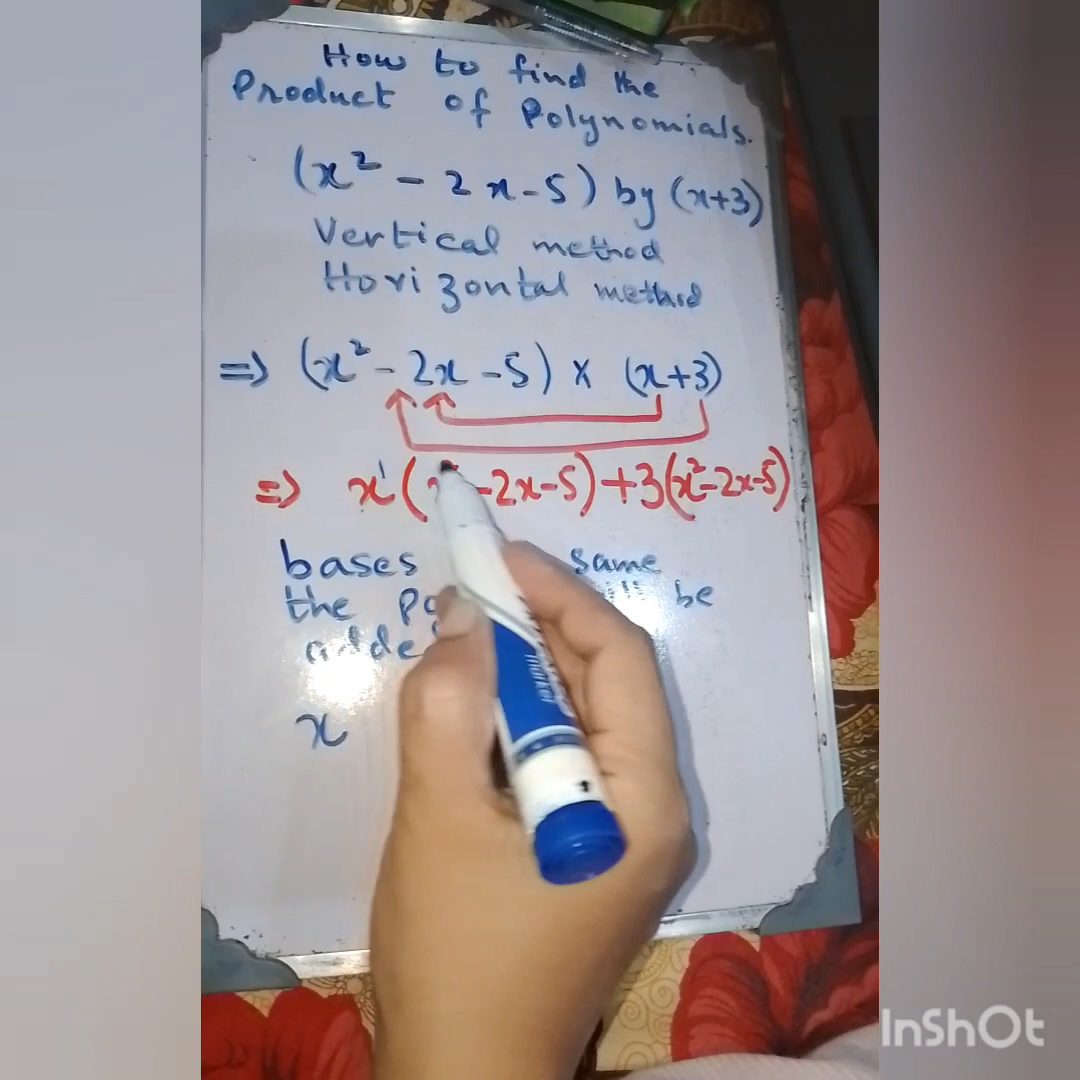 How to find the
Product of Polynomials.
(x² - 2x - 5) by (x+3)
Vertical method
Horizontal method
=> (x² - 2x - 5) × (x+3)
=> x¹( -2x-5)+3(x²-2x-5)
bases same
the be
x
InShOt